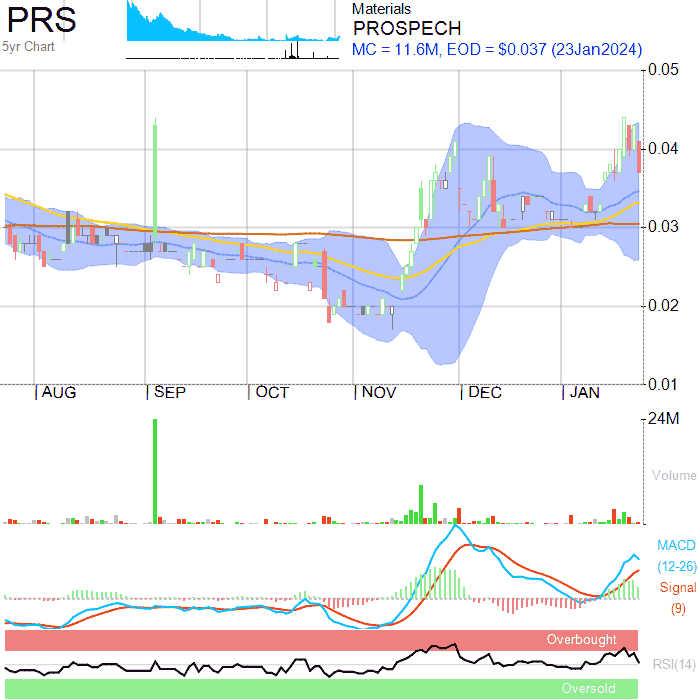 PRS
5yr Chart
Materials
PROSPECH
MC = 11.6M, EOD = $0.037 (23Jan2024)
0.05
0.04
0.03
0.02
0.01
AUG SEP OCT NOV DEC JAN
24M
Volume
MACD
(12-26)
Signal
(9)
Overbought
RSI(14)
Oversold